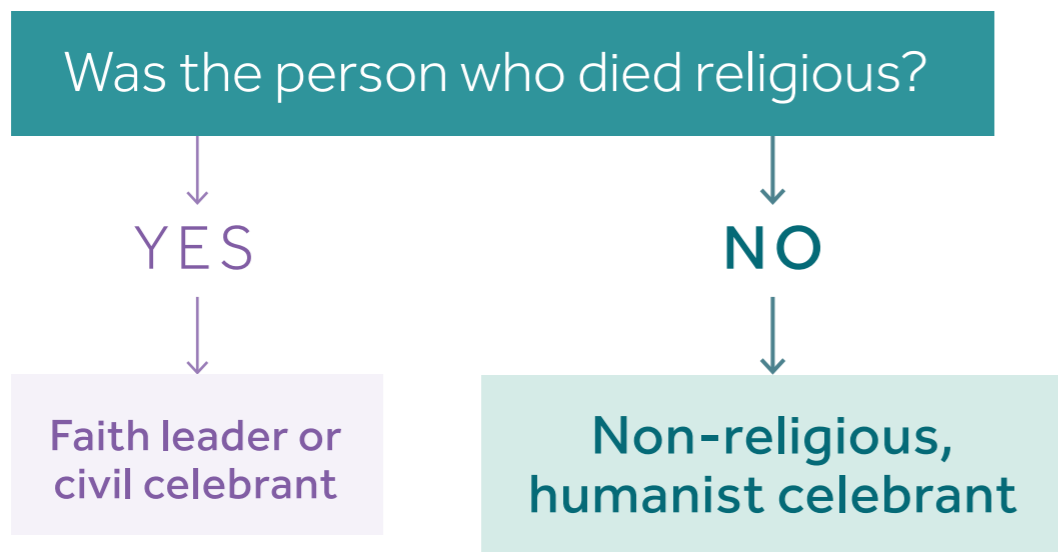 Was the person who died religious?
YES
NO
Faith leader or
civil celebrant
Non-religious,
humanist celebrant